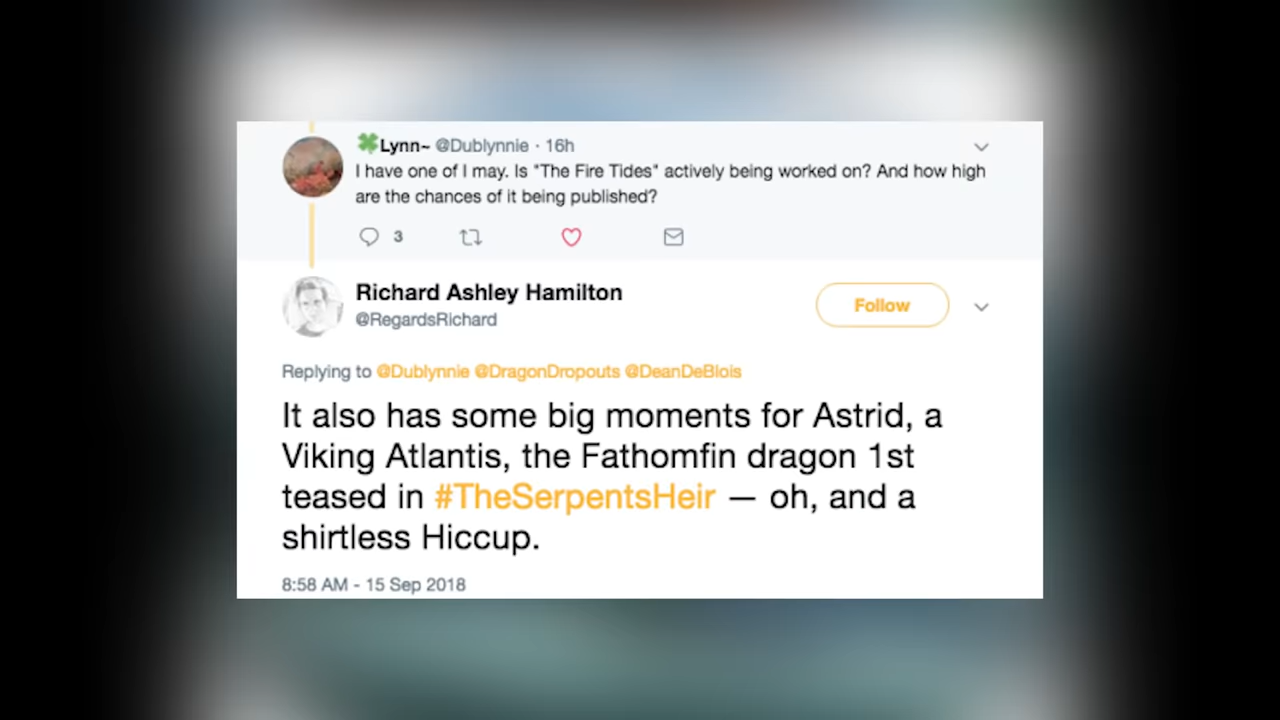 🍀Lynn~ @Dublynnie · 16h
I have one of I may. Is "The Fire Tides" actively being worked on? And how high
are the chances of it being published?
3
Richard Ashley Hamilton
@RegardsRichard
Follow
Replying to @Dublynnie @DragonDropouts @DeanDeBlois
It also has some big moments for Astrid, a
Viking Atlantis, the Fathomfin dragon 1st
teased in #TheSerpentsHeir — oh, and a
shirtless Hiccup.
8:58 AM - 15 Sep 2018